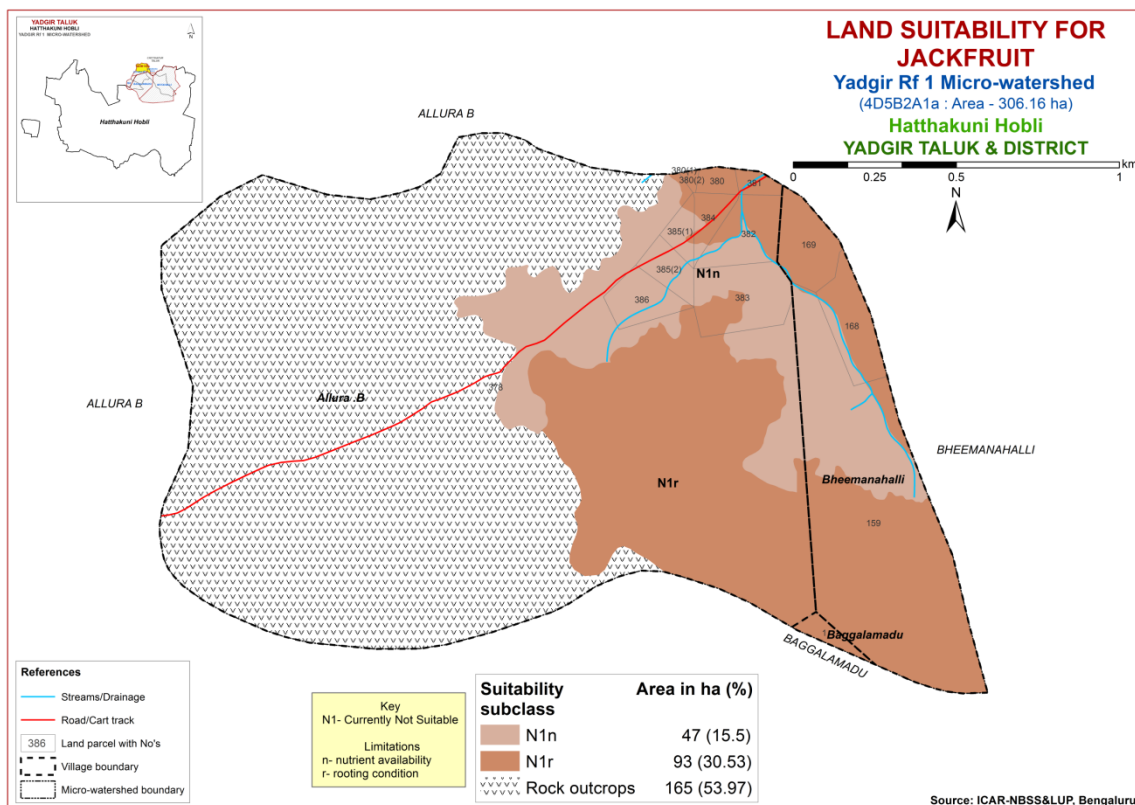 YADGIR TALUK
HATTHAKUNI HOBLI
YADGIR Rf 1 MICRO-WATERSHED
N
Hatthakuni Hobli
LAND SUITABILITY FOR
JACKFRUIT
Yadgir Rf 1 Micro-watershed
(4D5B2A1a : Area - 306.16 ha)
Hatthakuni Hobli
YADGIR TALUK & DISTRICT
km
0 0.25 0.5 1
N
ALLURA B
380(1)
380(2) 380 381
384
385(1) 382
169
385(2) N1n
386 383
168
378
ALLURA B
Allura .B
BHEEMANAHALLI
N1r
Bheemanahalli
159
Baggalamadu
BAGGALAMADU
References
Streams/Drainage
Road/Cart track
386 Land parcel with No's
Village boundary
Micro-watershed boundary
Key
N1- Currently Not Suitable
Limitations
n- nutrient availability
r- rooting condition
Suitability subclass Area in ha (%)
N1n 47 (15.5)
N1r 93 (30.53)
Rock outcrops 165 (53.97)
Source: ICAR-NBSS&LUP, Bengaluru